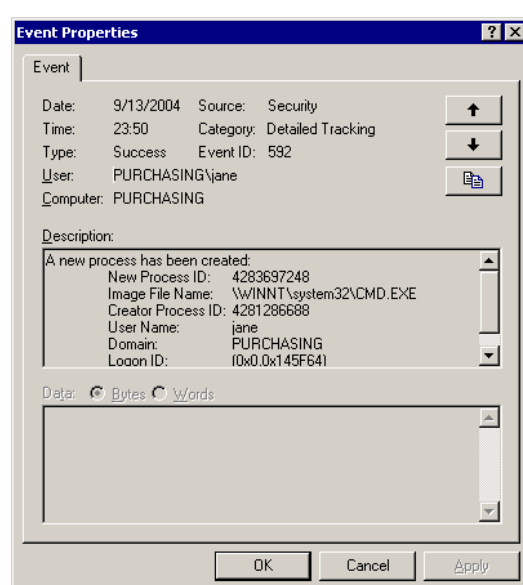 Event Properties
Event
Date: 9/13/2004 Source: Security
Time: 23:50 Category: Detailed Tracking
Type: Success Event ID: 592
User: PURCHASING\jane
Computer: PURCHASING
Description:
A new process has been created:
New Process ID: 4283697248
Image File Name: \WINNT\system32\CMD.EXE
Creator Process ID: 4281286688
User Name: jane
Domain: PURCHASING
Logon ID: (0x0,0x145F64)
Data: Bytes Words
OK Cancel Apply